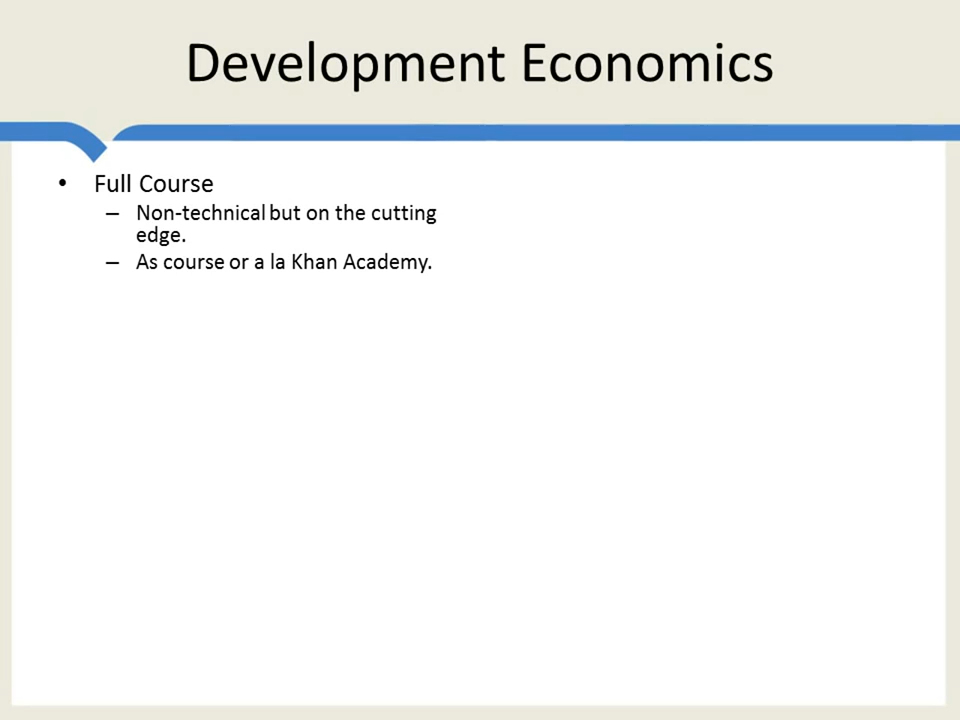 Development Economics
• Full Course
– Non-technical but on the cutting
edge.
– As course or a la Khan Academy.